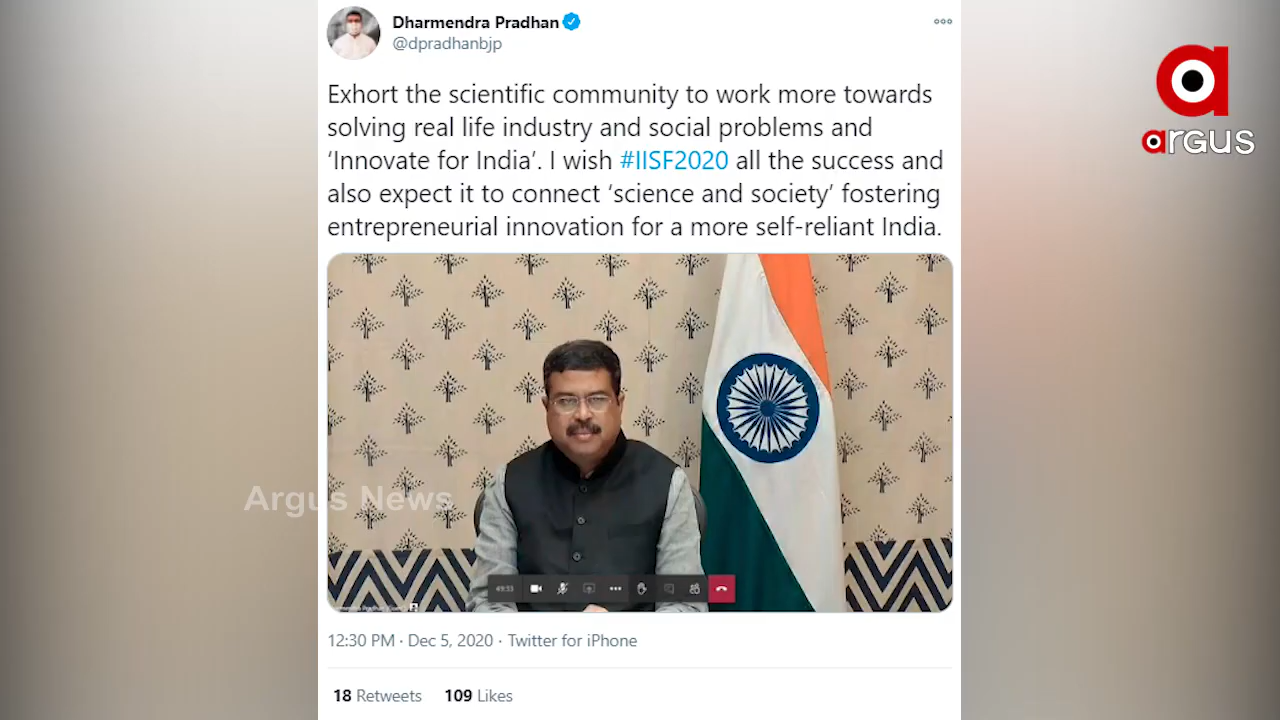 Dharmendra Pradhan
@dpradhanbjp
Exhort the scientific community to work more towards
solving real life industry and social problems and
‘Innovate for India’. I wish #IISF2020 all the success and
also expect it to connect ‘science and society’ fostering
entrepreneurial innovation for a more self-reliant India.
argus
Argus News
49:33
12:30 PM · Dec 5, 2020 · Twitter for iPhone
18 Retweets 109 Likes